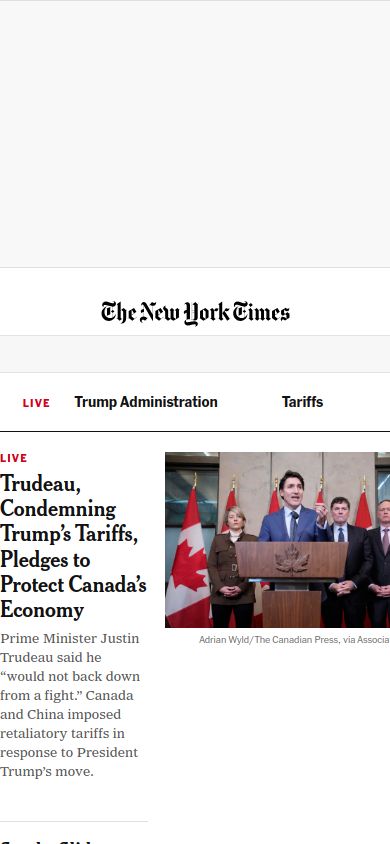 The New York Times
LIVE
Trump Administration
Tariffs
LIVE
Trudeau,
Condemning
Trump’s Tariffs,
Pledges to
Protect Canada’s
Economy
Prime Minister Justin
Trudeau said he
“would not back down
from a fight.” Canada
and China imposed
retaliatory tariffs in
response to President
Trump’s move.
Adrian Wyld/The Canadian Press, via Associa